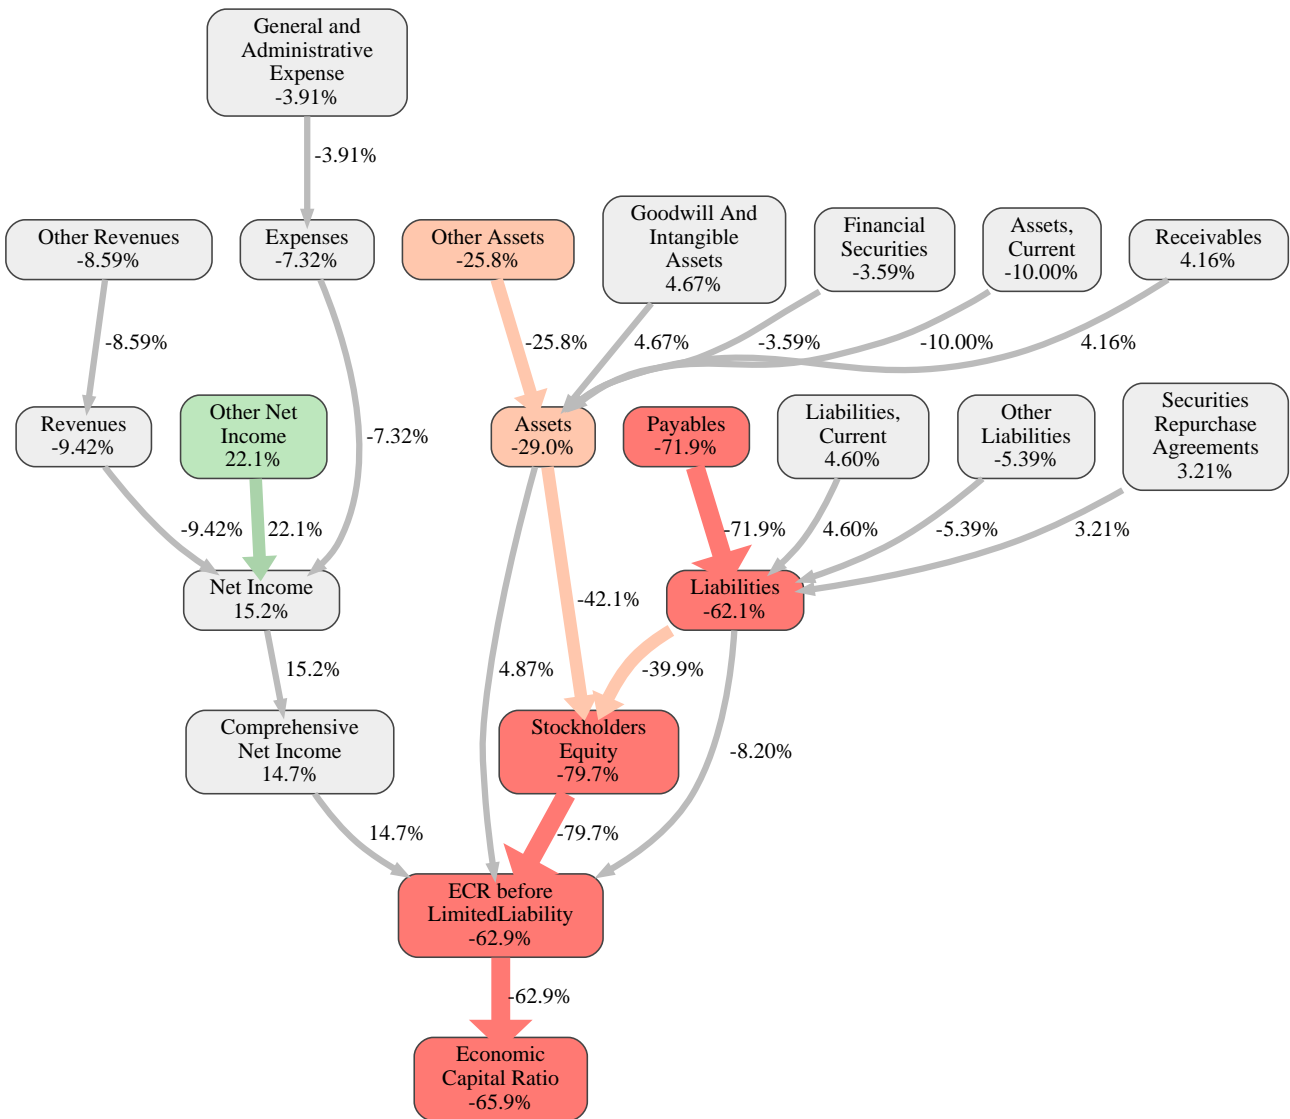 General and
Administrative
Expense
-3.91%
-3.91%
Other Revenues
-8.59%
Expenses
-7.32%
Other Assets
-25.8%
Goodwill And
Intangible
Assets
4.67%
Financial
Securities
-3.59%
Assets,
Current
-10.00%
Receivables
4.16%
-8.59%
-25.8%
4.67%
-3.59%
-10.00%
4.16%
Revenues
-9.42%
Other Net
Income
22.1%
-7.32%
Assets
-29.0%
Payables
-71.9%
Liabilities,
Current
4.60%
Other
Liabilities
-5.39%
Securities
Repurchase
Agreements
3.21%
-9.42%
22.1%
-71.9%
4.60%
-5.39%
3.21%
Net Income
15.2%
-42.1%
Liabilities
-62.1%
15.2%
4.87%
-39.9%
Comprehensive
Net Income
14.7%
Stockholders
Equity
-79.7%
-8.20%
14.7%
-79.7%
ECR before
LimitedLiability
-62.9%
-62.9%
Economic
Capital Ratio
-65.9%